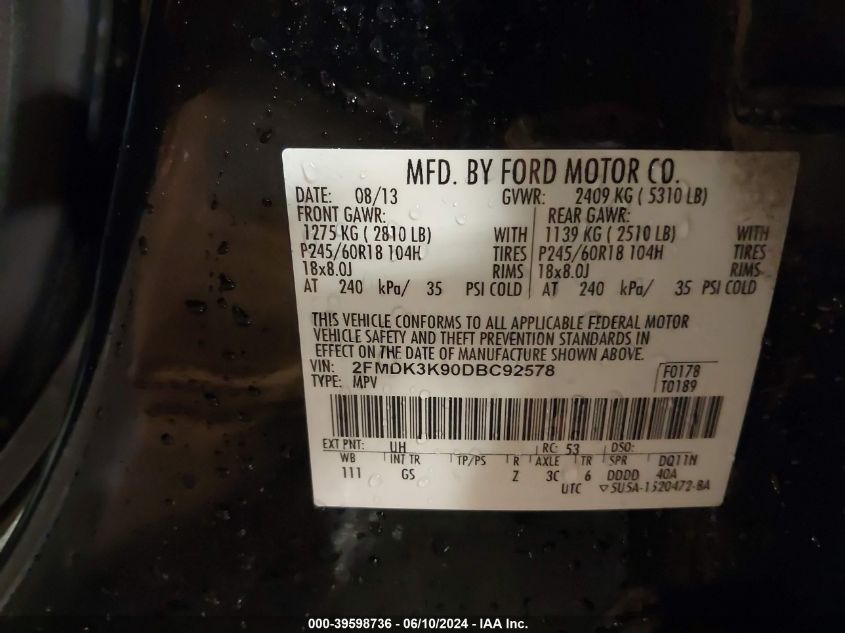 MFD. BY FORD MOTOR CO.
DATE: 08/13 GVWR: 2409 KG ( 5310 LB)
FRONT GAWR: REAR GAWR:
1275 KG ( 2810 LB) WITH 1139 KG ( 2510 LB) WITH
P245/60R18 104H TIRES P245/60R18 104H TIRES
18x8.0J RIMS 18x8.0J RIMS
AT 240 kPa/ 35 PSI COLD AT 240 kPa/ 35 PSI COLD
THIS VEHICLE CONFORMS TO ALL APPLICABLE FEDERAL MOTOR
VEHICLE SAFETY AND THEFT PREVENTION STANDARDS IN
EFFECT ON THE DATE OF MANUFACTURE SHOWN ABOVE.
VIN: 2FMDK3K90DBC92578 F0178
TYPE: MPV T0189
EXT PNT: UH RC: 53 DSO:
WB INT TR TP/PS R AXLE TR SPR DQ11N
111 GS Z 3C 6 DDDD 40A
UTC ▽SU5A-1520472-BA
000-39598736 - 06/10/2024 - IAA Inc.